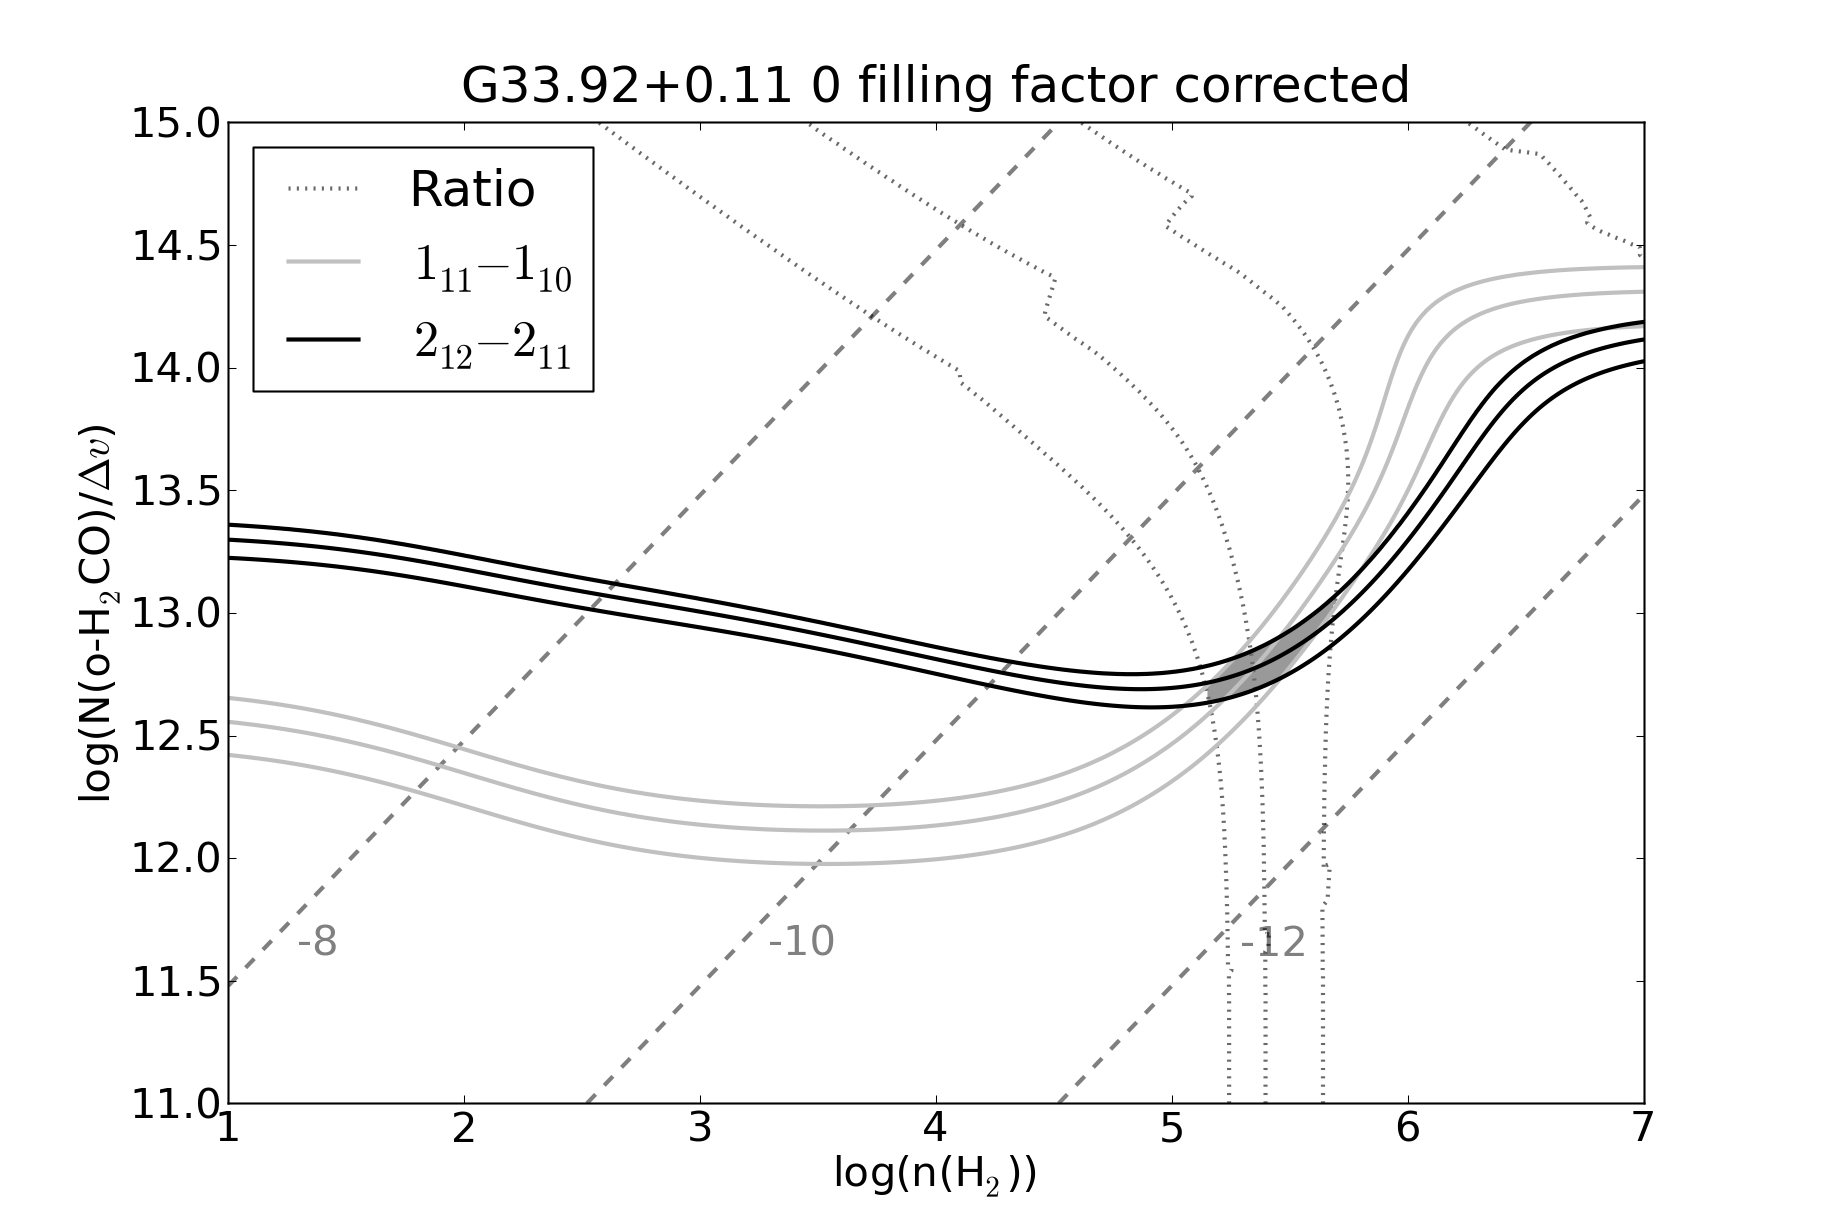 G33.92+0.11 0 filling factor corrected
15.0
14.5
14.0
13.5
13.0
12.5
12.0
11.5
11.0
log(N(o-H₂CO)/Δv)
Ratio
1₁₁−1₁₀
2₁₂−2₁₁
-8
-10
-12
1 2 3 4 5 6 7
log(n(H₂))